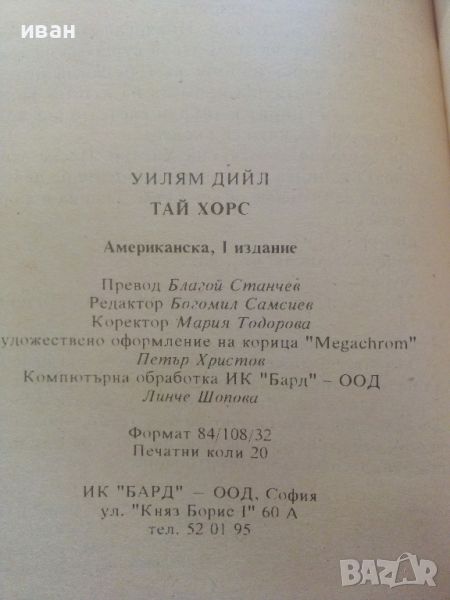 иван
УИЛЯМ ДИЙЛ
ТАЙ ХОРС
Американска, I издание
Превод Благой Станчев
Редактор Богомил Самсиев
Коректор Мария Тодорова
удожествено оформление на корица "Megachrom"
Петър Христов
Компютърна обработка ИК "Бард" – ООД
Линче Шопова
Формат 84/108/32
Печатни коли 20
ИК "БАРД" – ООД, София
ул. "Княз Борис I" 60 А
тел. 52 01 95
BAZAR